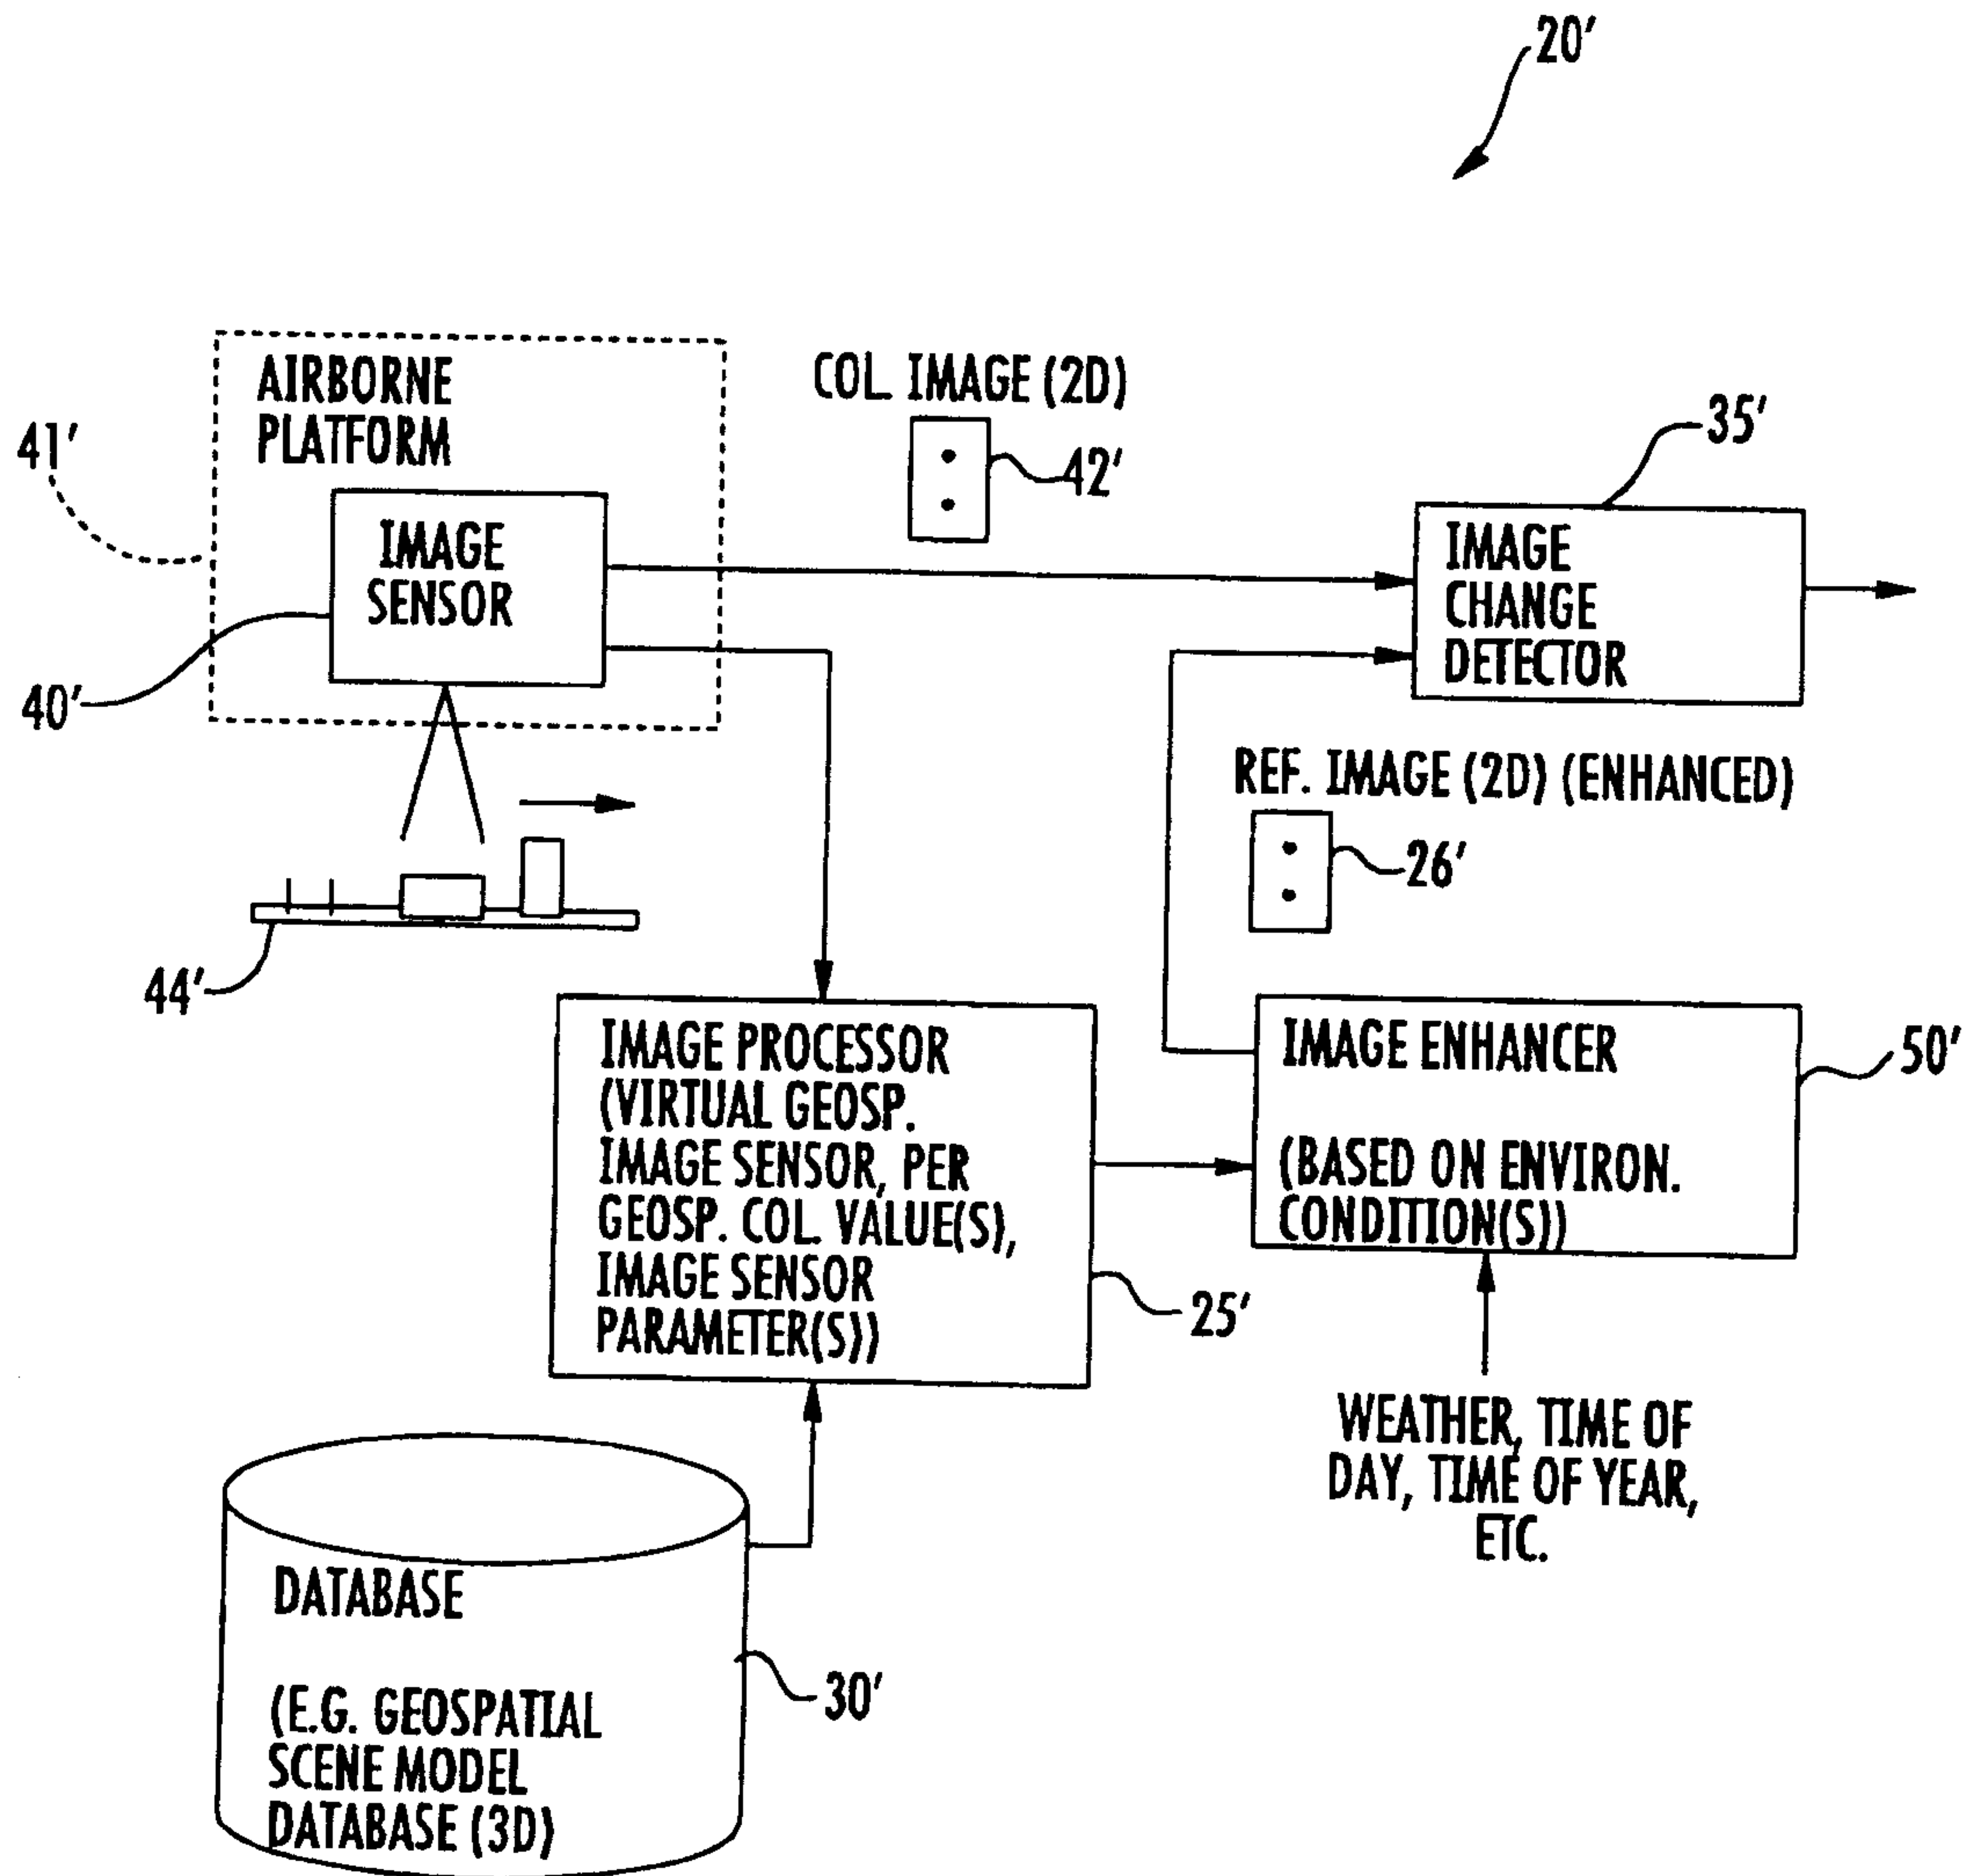 20'
AIRBORNE
PLATFORM
41'
IMAGE
SENSOR
40'
COL. IMAGE (2D)
42'
35'
IMAGE
CHANGE
DETECTOR
REF. IMAGE (2D) (ENHANCED)
26'
44'
IMAGE PROCESSOR
(VIRTUAL GEOSP.
IMAGE SENSOR, PER
GEOSP. COL. VALUE(S),
IMAGE SENSOR
PARAMETER(S))
25'
IMAGE ENHANCER
(BASED ON ENVIRON.
CONDITION(S))
50'
WEATHER, TIME OF
DAY, TIME OF YEAR,
ETC.
DATABASE
(E.G. GEOSPATIAL
SCENE MODEL
DATABASE (3D)
30'